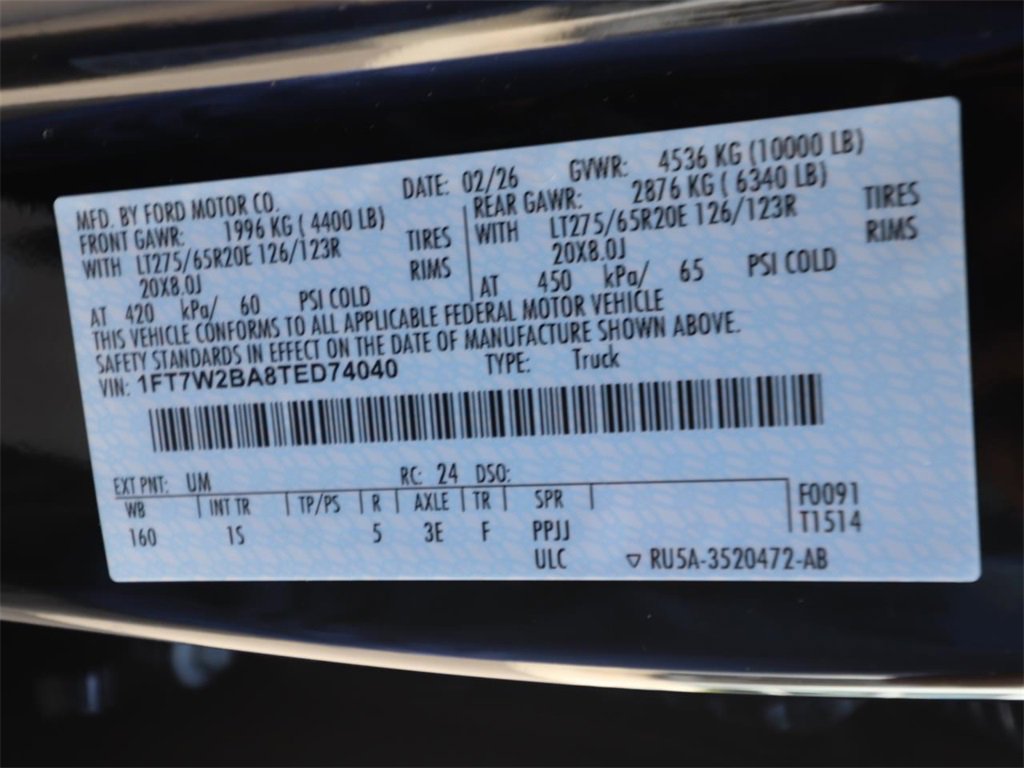 MFD. BY FORD MOTOR CO. DATE: 02/26 GVWR: 4536 KG (10000 LB)
FRONT GAWR: 1996 KG ( 4400 LB) REAR GAWR: 2876 KG ( 6340 LB)
WITH LT275/65R20E 126/123R TIRES WITH LT275/65R20E 126/123R TIRES
20X8.0J RIMS 20X8.0J RIMS
AT 420 kPa/ 60 PSI COLD AT 450 kPa/ 65 PSI COLD
THIS VEHICLE CONFORMS TO ALL APPLICABLE FEDERAL MOTOR VEHICLE
SAFETY STANDARDS IN EFFECT ON THE DATE OF MANUFACTURE SHOWN ABOVE.
VIN: 1FT7W2BA8TED74040 TYPE: Truck
EXT PNT: UM RC: 24 DSO:
WB INT TR TP/PS R AXLE TR SPR F0091
160 1S 5 3E F PPJJ T1514
ULC ▽ RU5A-3520472-AB